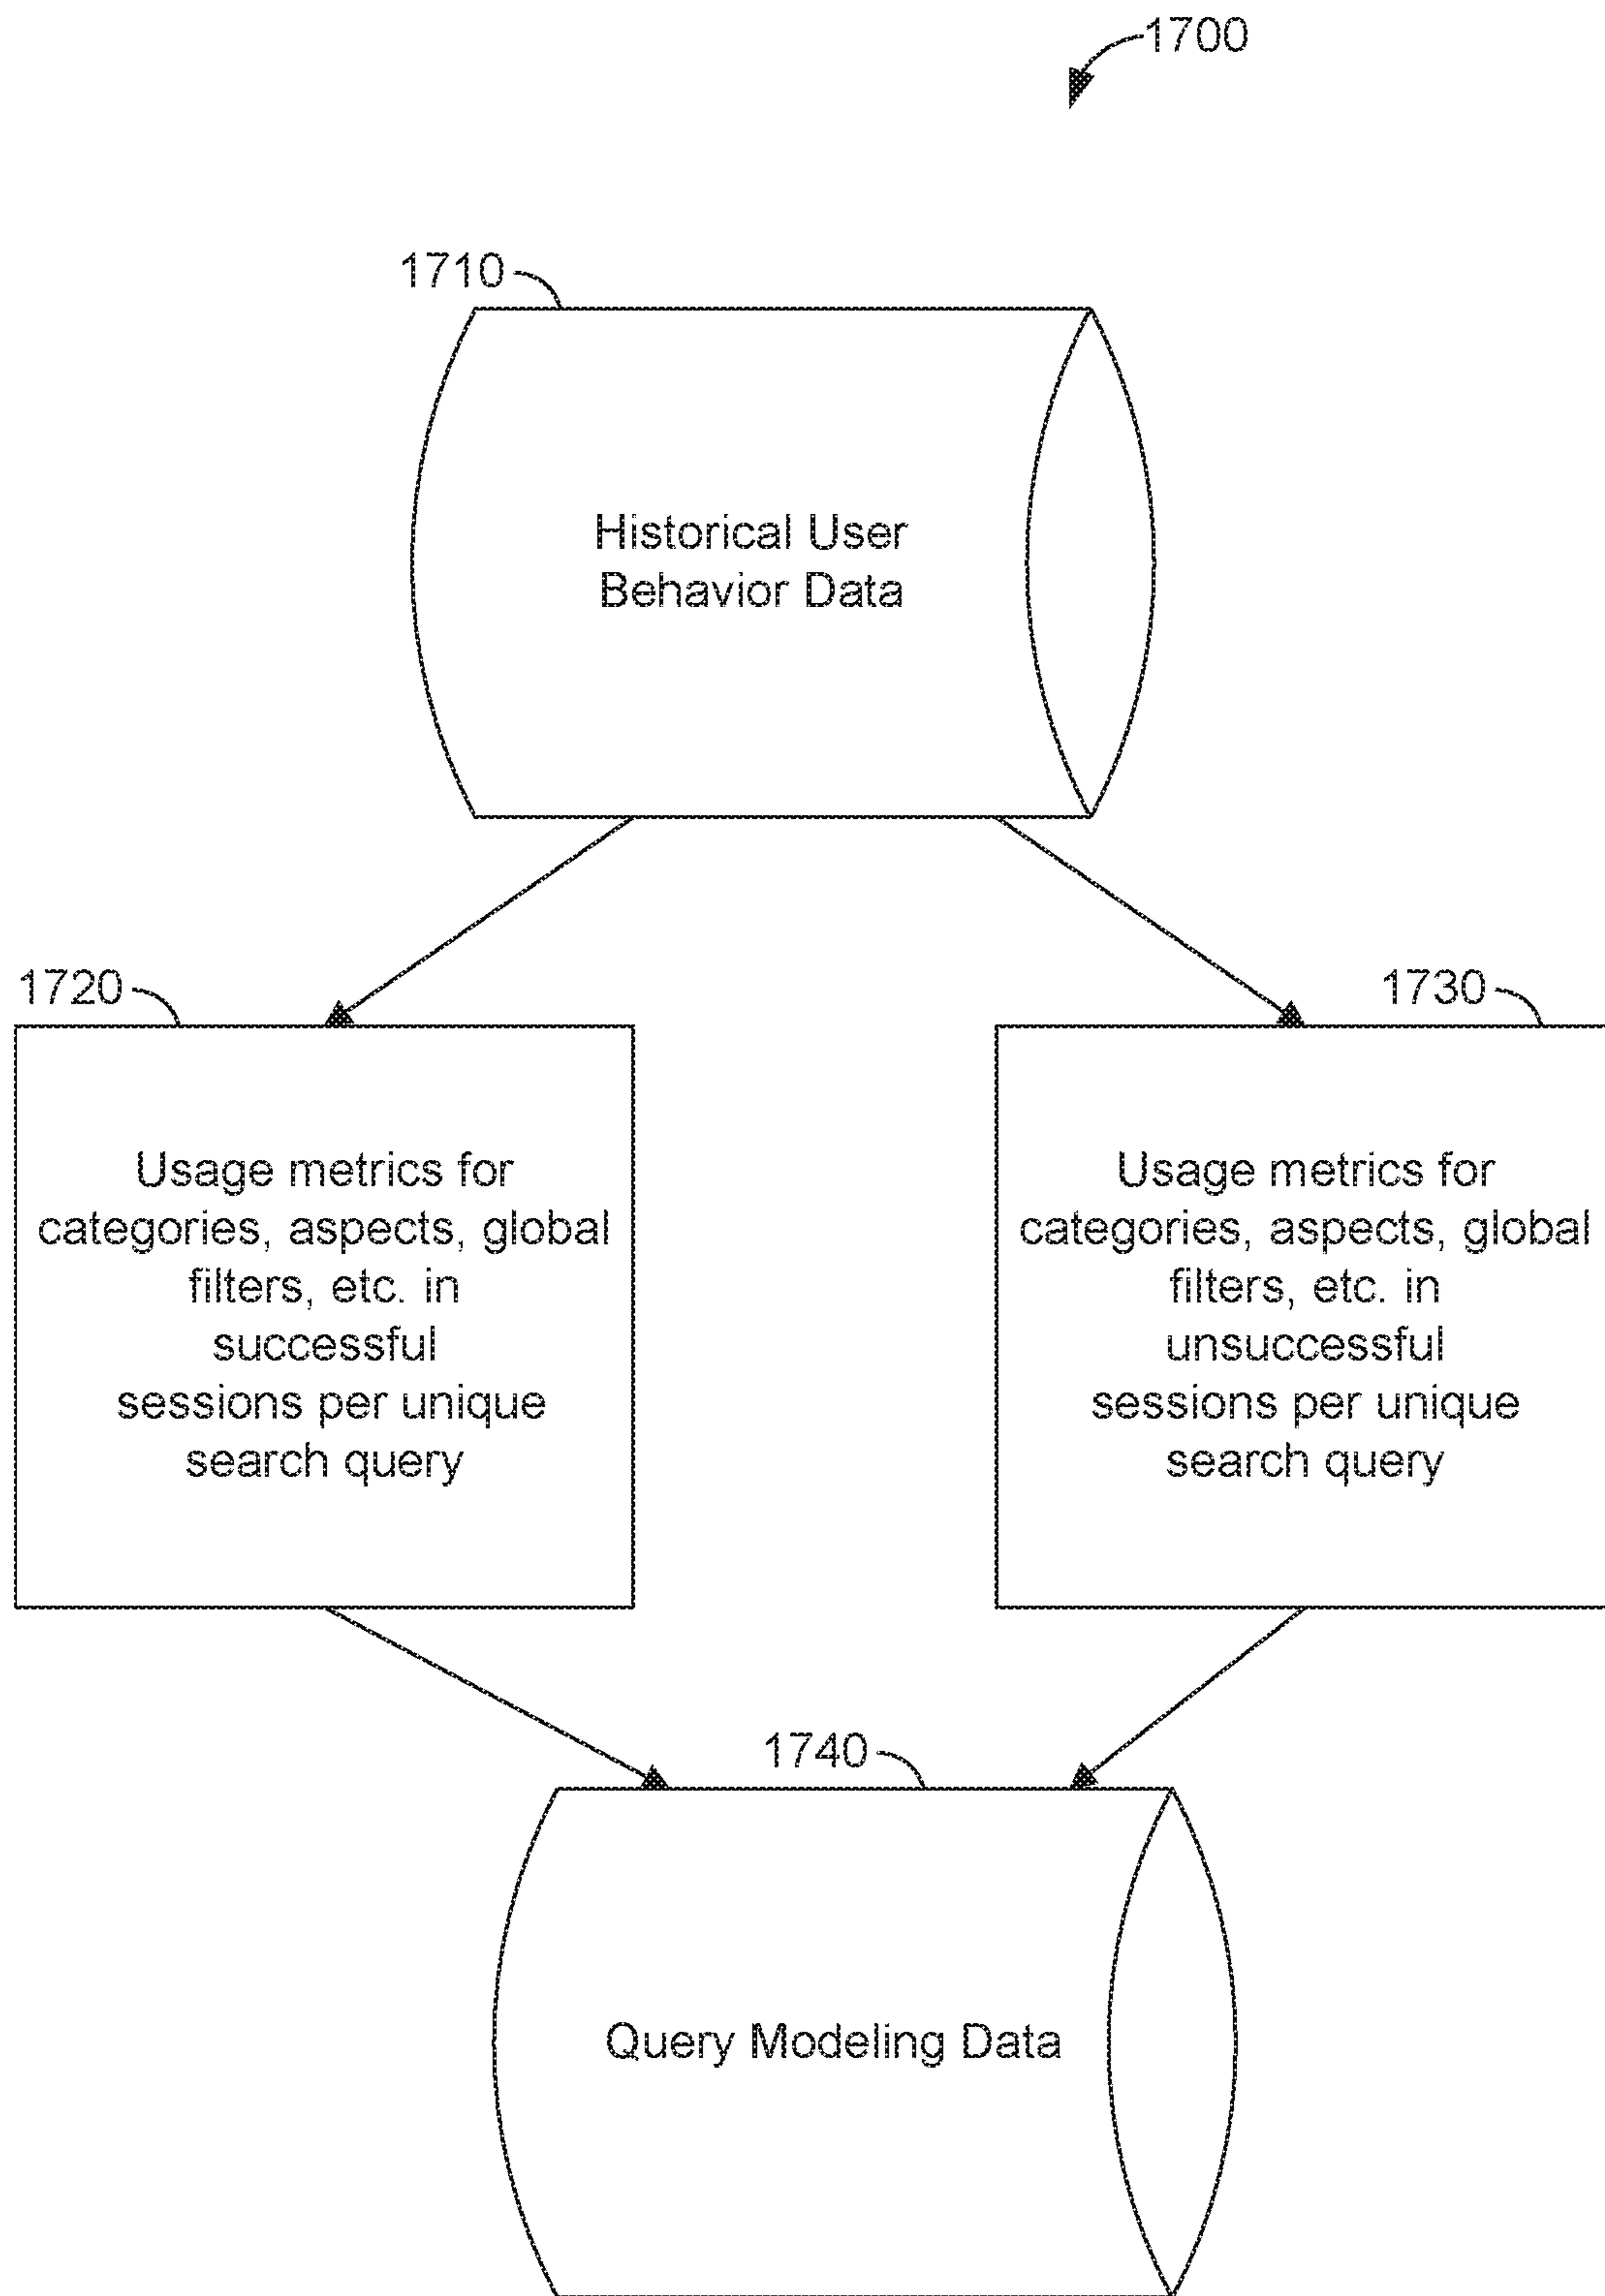 1700
1710
Historical User
Behavior Data
1720
Usage metrics for
categories, aspects, global
filters, etc. in
successful
sessions per unique
search query
1730
Usage metrics for
categories, aspects, global
filters, etc. in
unsuccessful
sessions per unique
search query
1740
Query Modeling Data